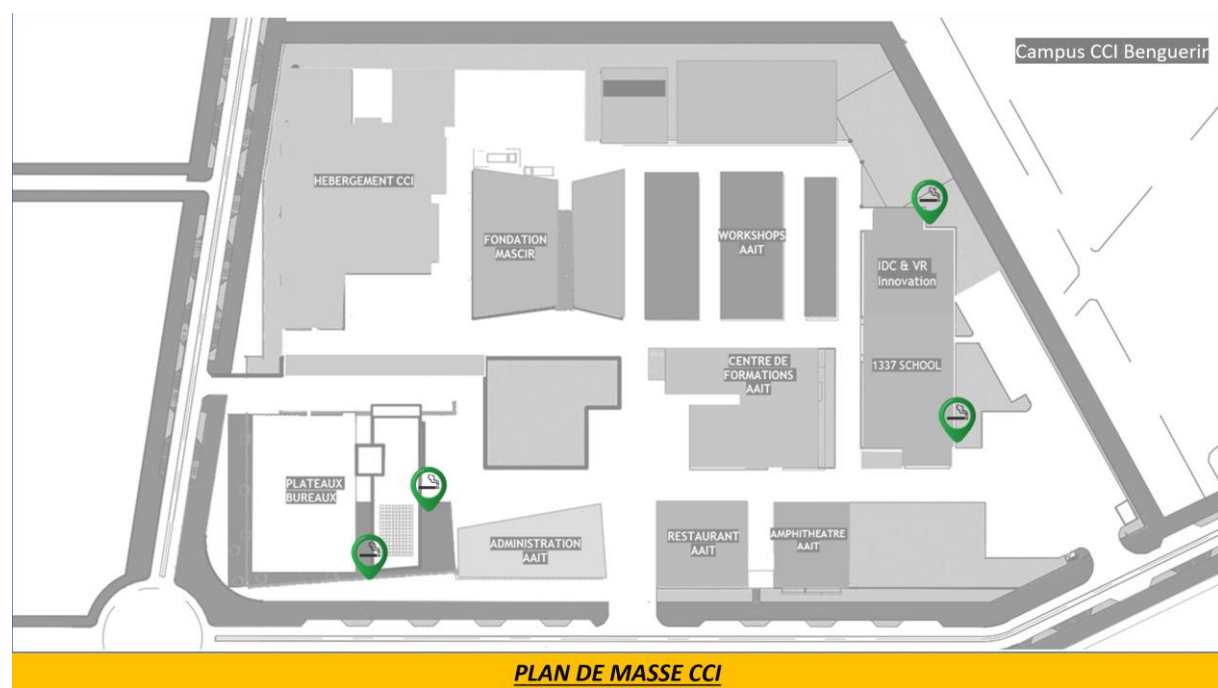 Campus CCI Benguerir
HEBERGEMENT CCI
FONDATION
MASCIR
WORKSHOPS
AAIT
IDC & VR
Innovation
CENTRE DE
FORMATIONS
AAIT
1337 SCHOOL
PLATEAUX
BUREAUX
ADMINISTRATION
AAIT
RESTAURANT
AAIT
AMPHITHEATRE
AAIT
PLAN DE MASSE CCI